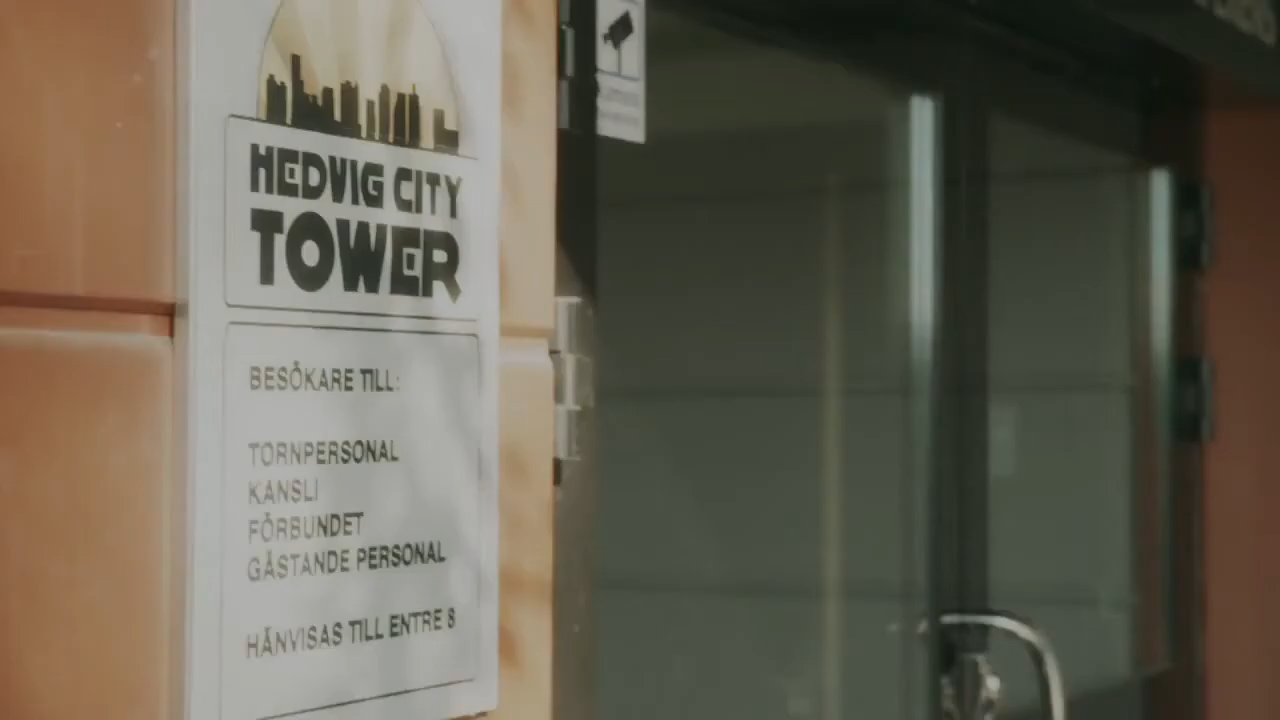 HEDVIG CITY
TOWER
BESÖKARE TILL:
TORNPERSONAL
KANSLI
FÖRBUNDET
GÄSTANDE PERSONAL
HÄNVISAS TILL ENTRE 8